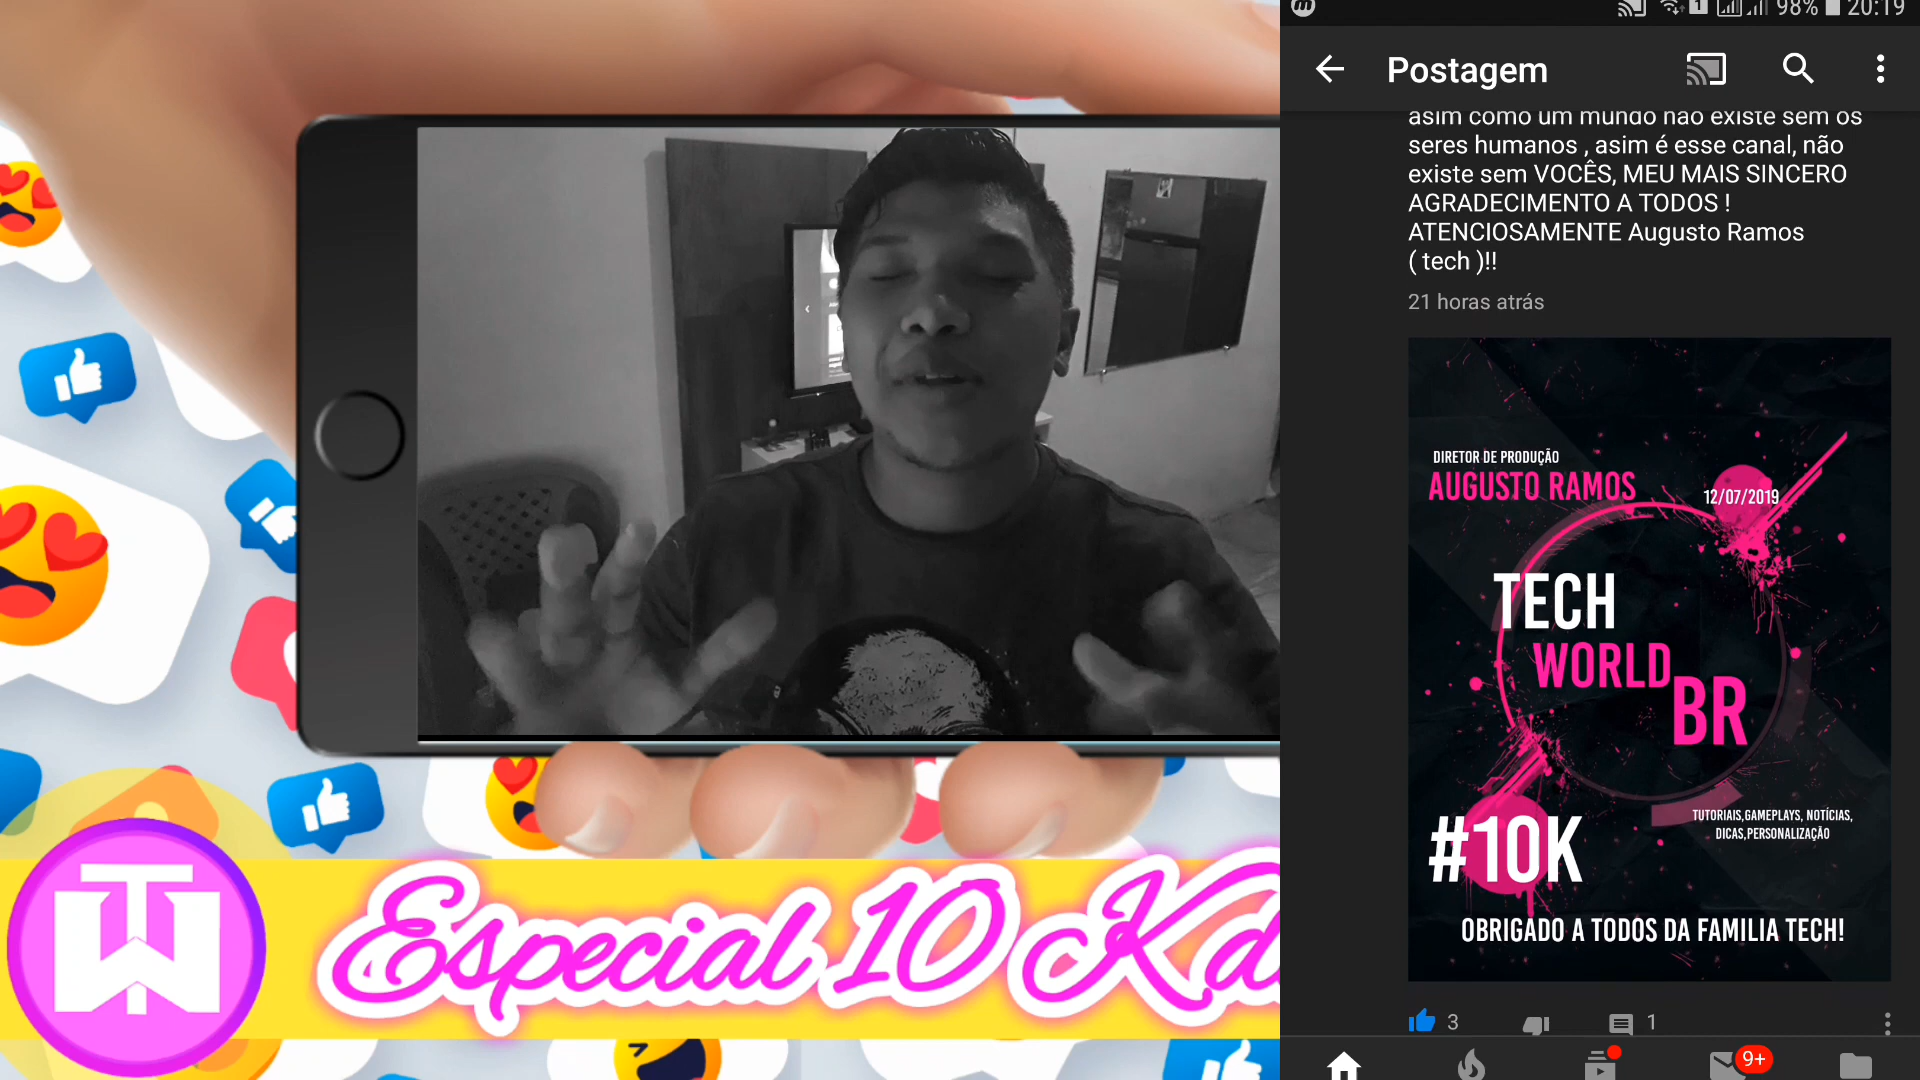 98% 20:19
Postagem
asim como um mundo não existe sem os
seres humanos , asim é esse canal, não
existe sem VOCÊS, MEU MAIS SINCERO
AGRADECIMENTO A TODOS !
ATENCIOSAMENTE Augusto Ramos
( tech )!!
21 horas atrás
DIRETOR DE PRODUÇÃO
AUGUSTO RAMOS
12/07/2019
TECH
WORLD
BR
#10K
TUTORIAIS,GAMEPLAYS, NOTÍCIAS,
DICAS,PERSONALIZAÇÃO
OBRIGADO A TODOS DA FAMILIA TECH!
3 1
9+
TW
Especial 10 Kd